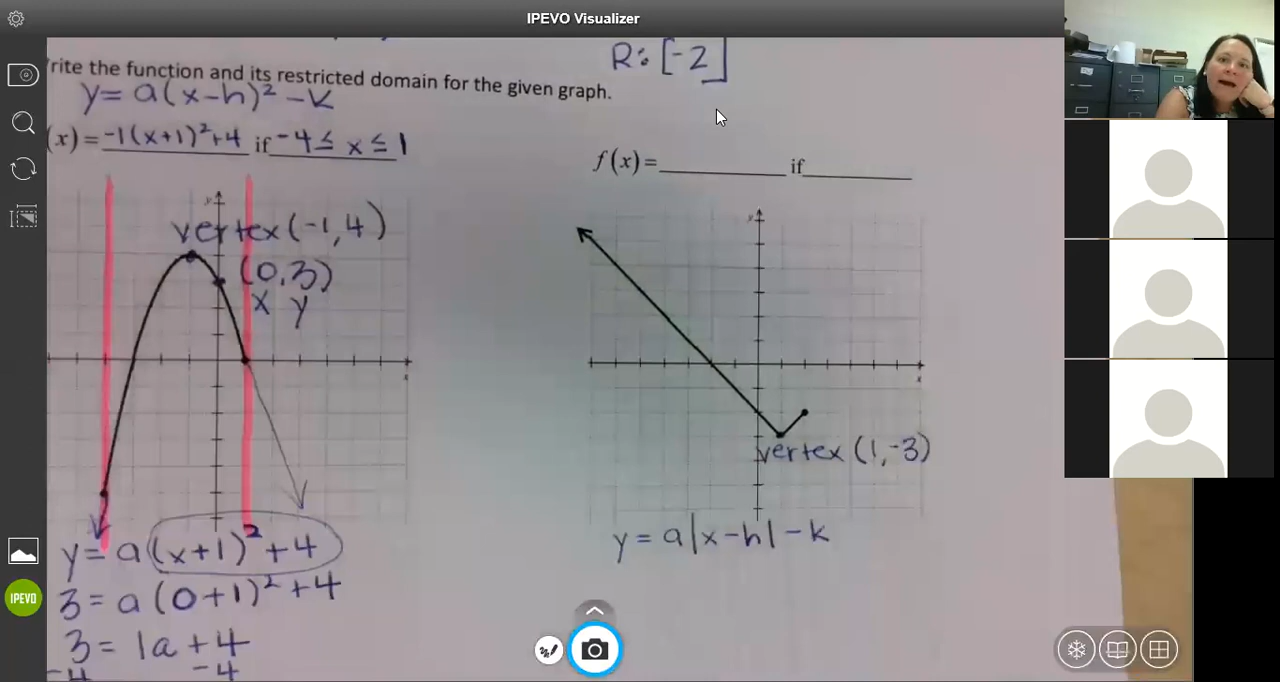 IPEVO Visualizer
R: [-2]
rite the function and its restricted domain for the given graph.
y = a(x-h)² - k
(x) = -1(x+1)²+4 if -4 ≤ x ≤ 1
f(x) = ________ if ________
y
vertex (-1,4)
(0,3)
x y
x
y
x
vertex (1,-3)
y = a(x+1)² + 4
3 = a(0+1)² + 4
3 = 1a + 4
-4 -4
y = a|x-h| - k
IPEVO